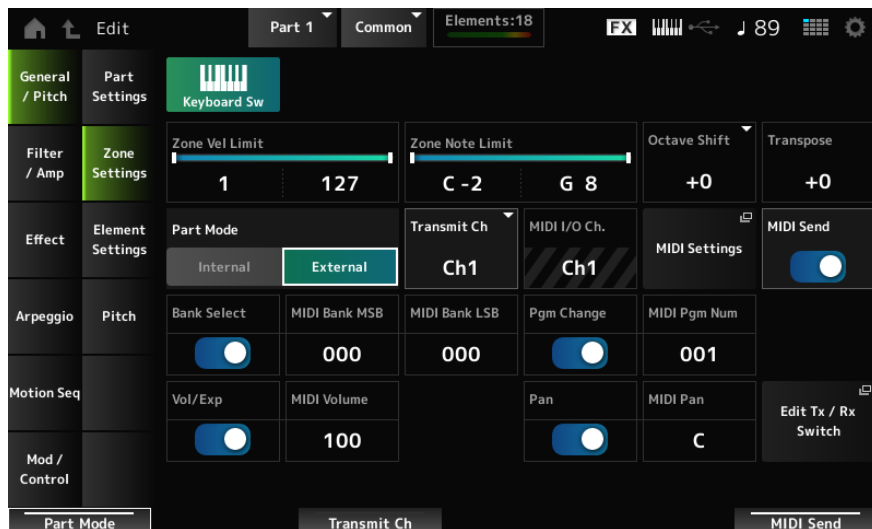 Edit
Part 1
Common
Elements:18
FX
♩ 89
General / Pitch
Part Settings
Keyboard Sw
Filter / Amp
Zone Settings
Zone Vel Limit
1
127
Zone Note Limit
C -2
G 8
Octave Shift
+0
Transpose
+0
Effect
Element Settings
Part Mode
Internal
External
Transmit Ch
Ch1
MIDI I/O Ch.
Ch1
MIDI Settings
MIDI Send
Arpeggio
Pitch
Bank Select
MIDI Bank MSB
000
MIDI Bank LSB
000
Pgm Change
MIDI Pgm Num
001
Motion Seq
Vol/Exp
MIDI Volume
100
Pan
MIDI Pan
C
Edit Tx / Rx
Switch
Mod /
Control
Part Mode
Transmit Ch
MIDI Send